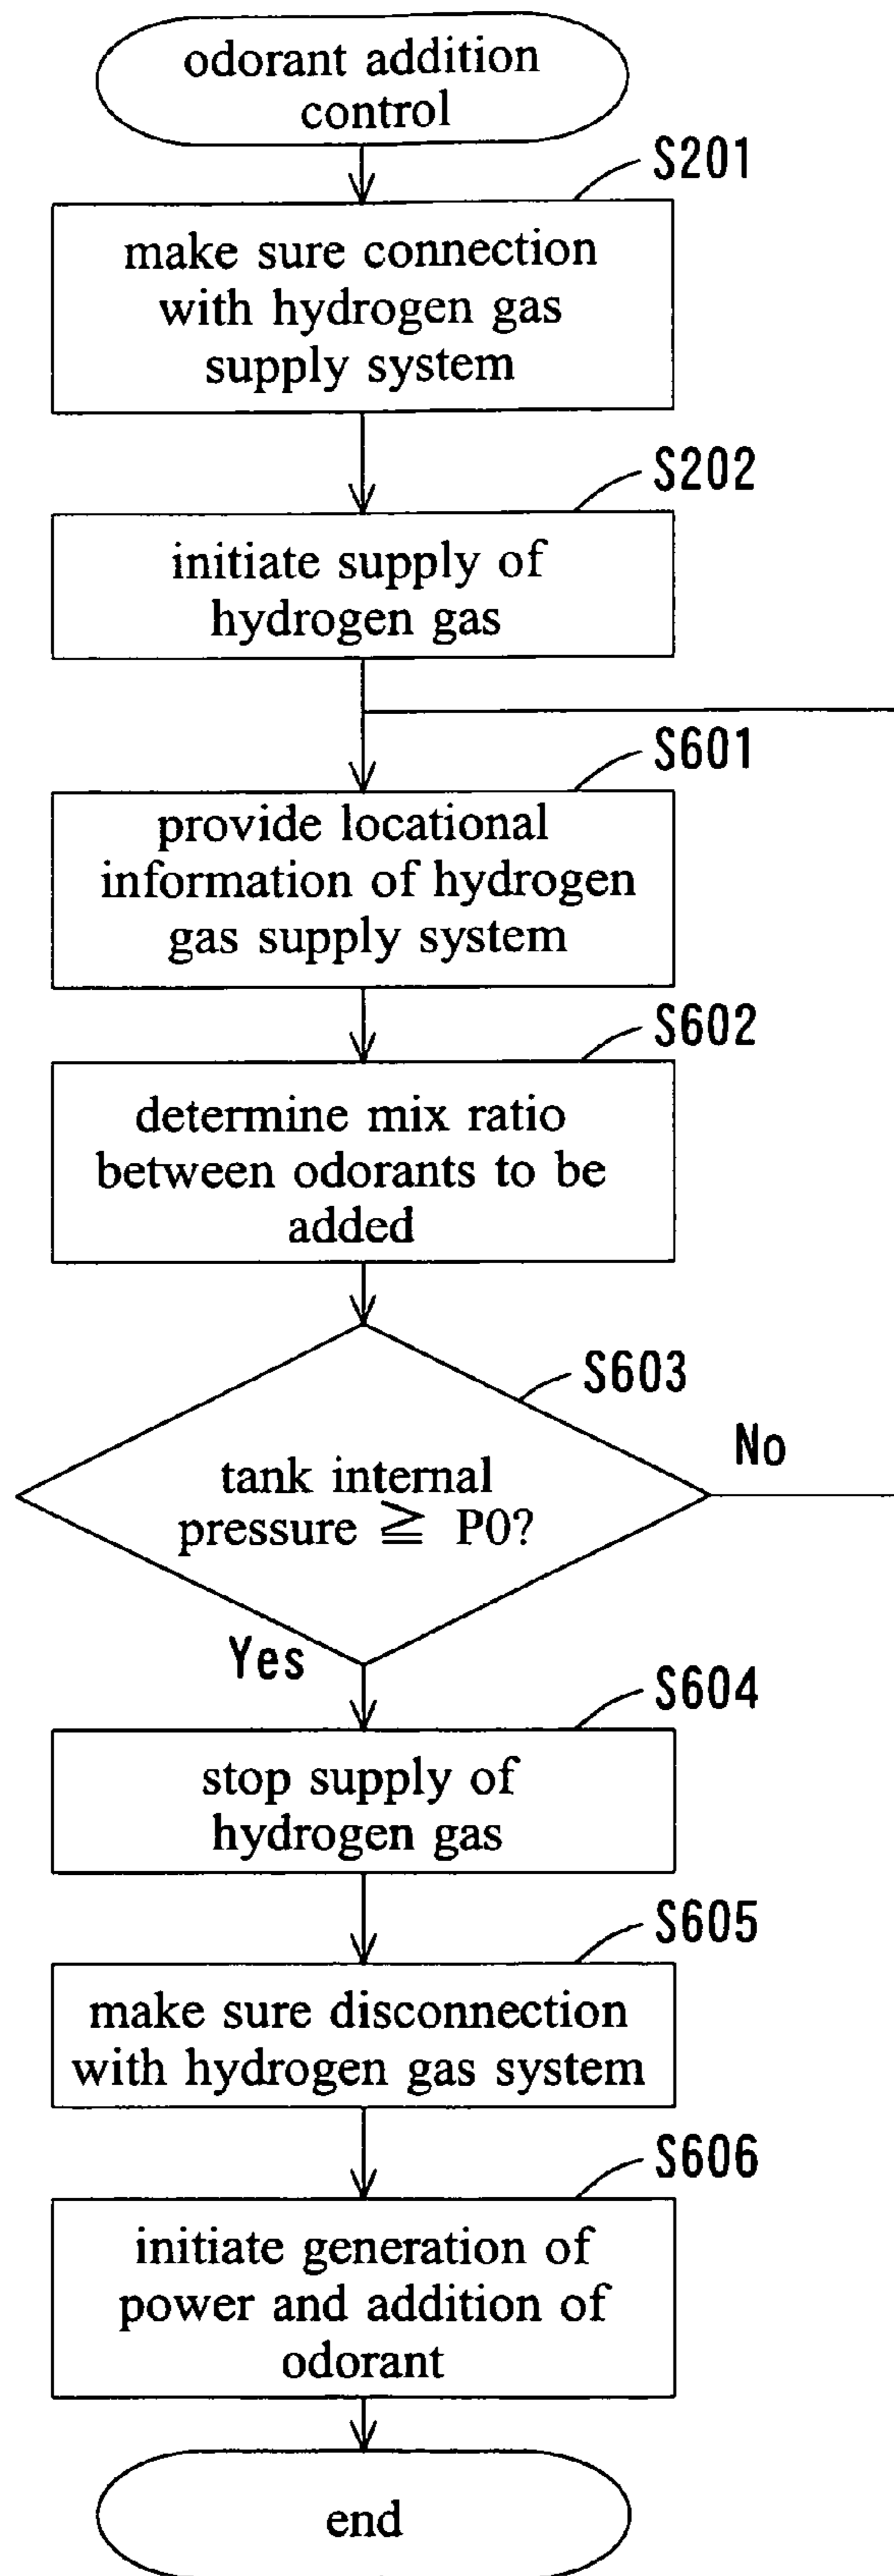 odorant addition
control
S201
make sure connection
with hydrogen gas
supply system
S202
initiate supply of
hydrogen gas
S601
provide locational
information of hydrogen
gas supply system
S602
determine mix ratio
between odorants to be
added
S603
tank internal
pressure ≧ P0?
No
Yes
S604
stop supply of
hydrogen gas
S605
make sure disconnection
with hydrogen gas system
S606
initiate generation of
power and addition of
odorant
end